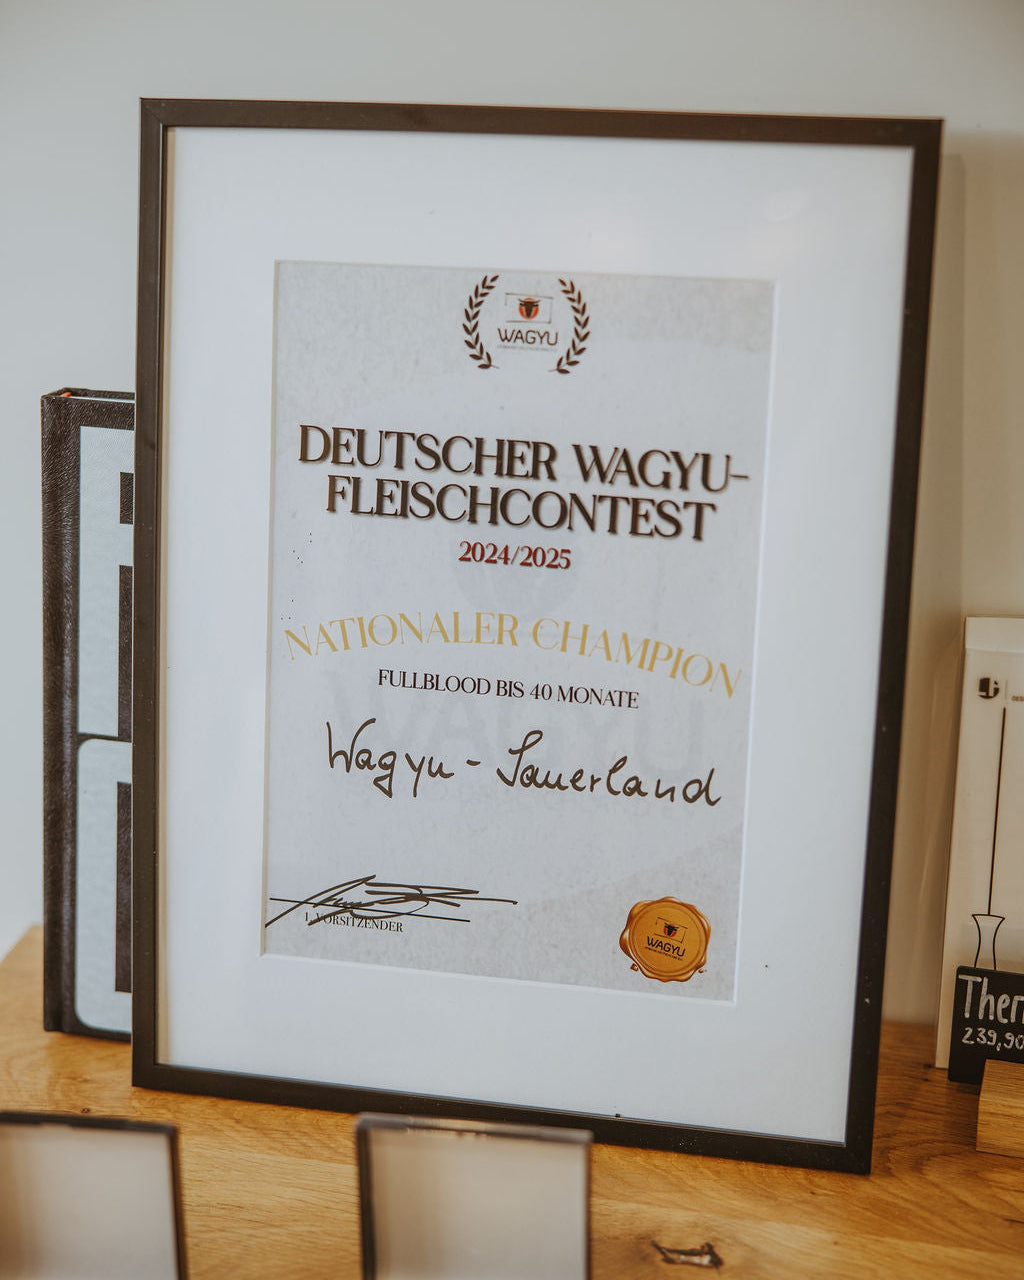 WAGYU
DEUTSCHER WAGYU-
FLEISCHCONTEST
2024/2025
NATIONALER CHAMPION
FULLBLOOD BIS 40 MONATE
Wagyu - Sauerland
1. VORSITZENDER
WAGYU
239,90